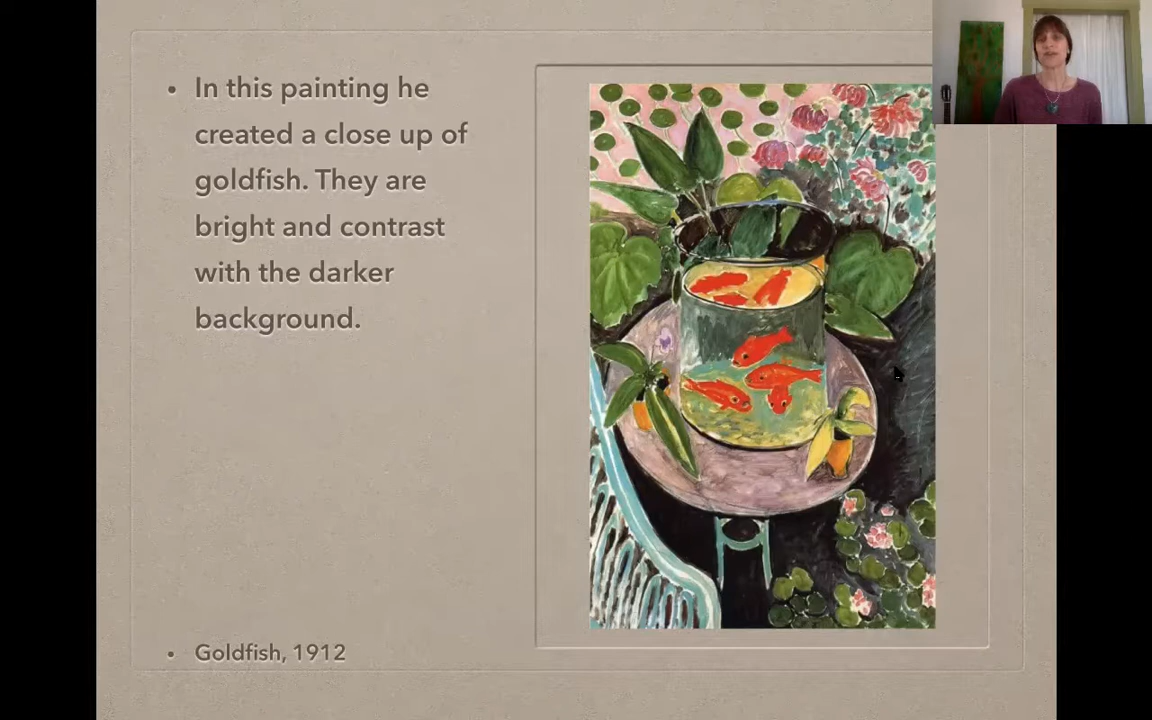 • In this painting he
created a close up of
goldfish. They are
bright and contrast
with the darker
background.
• Goldfish, 1912